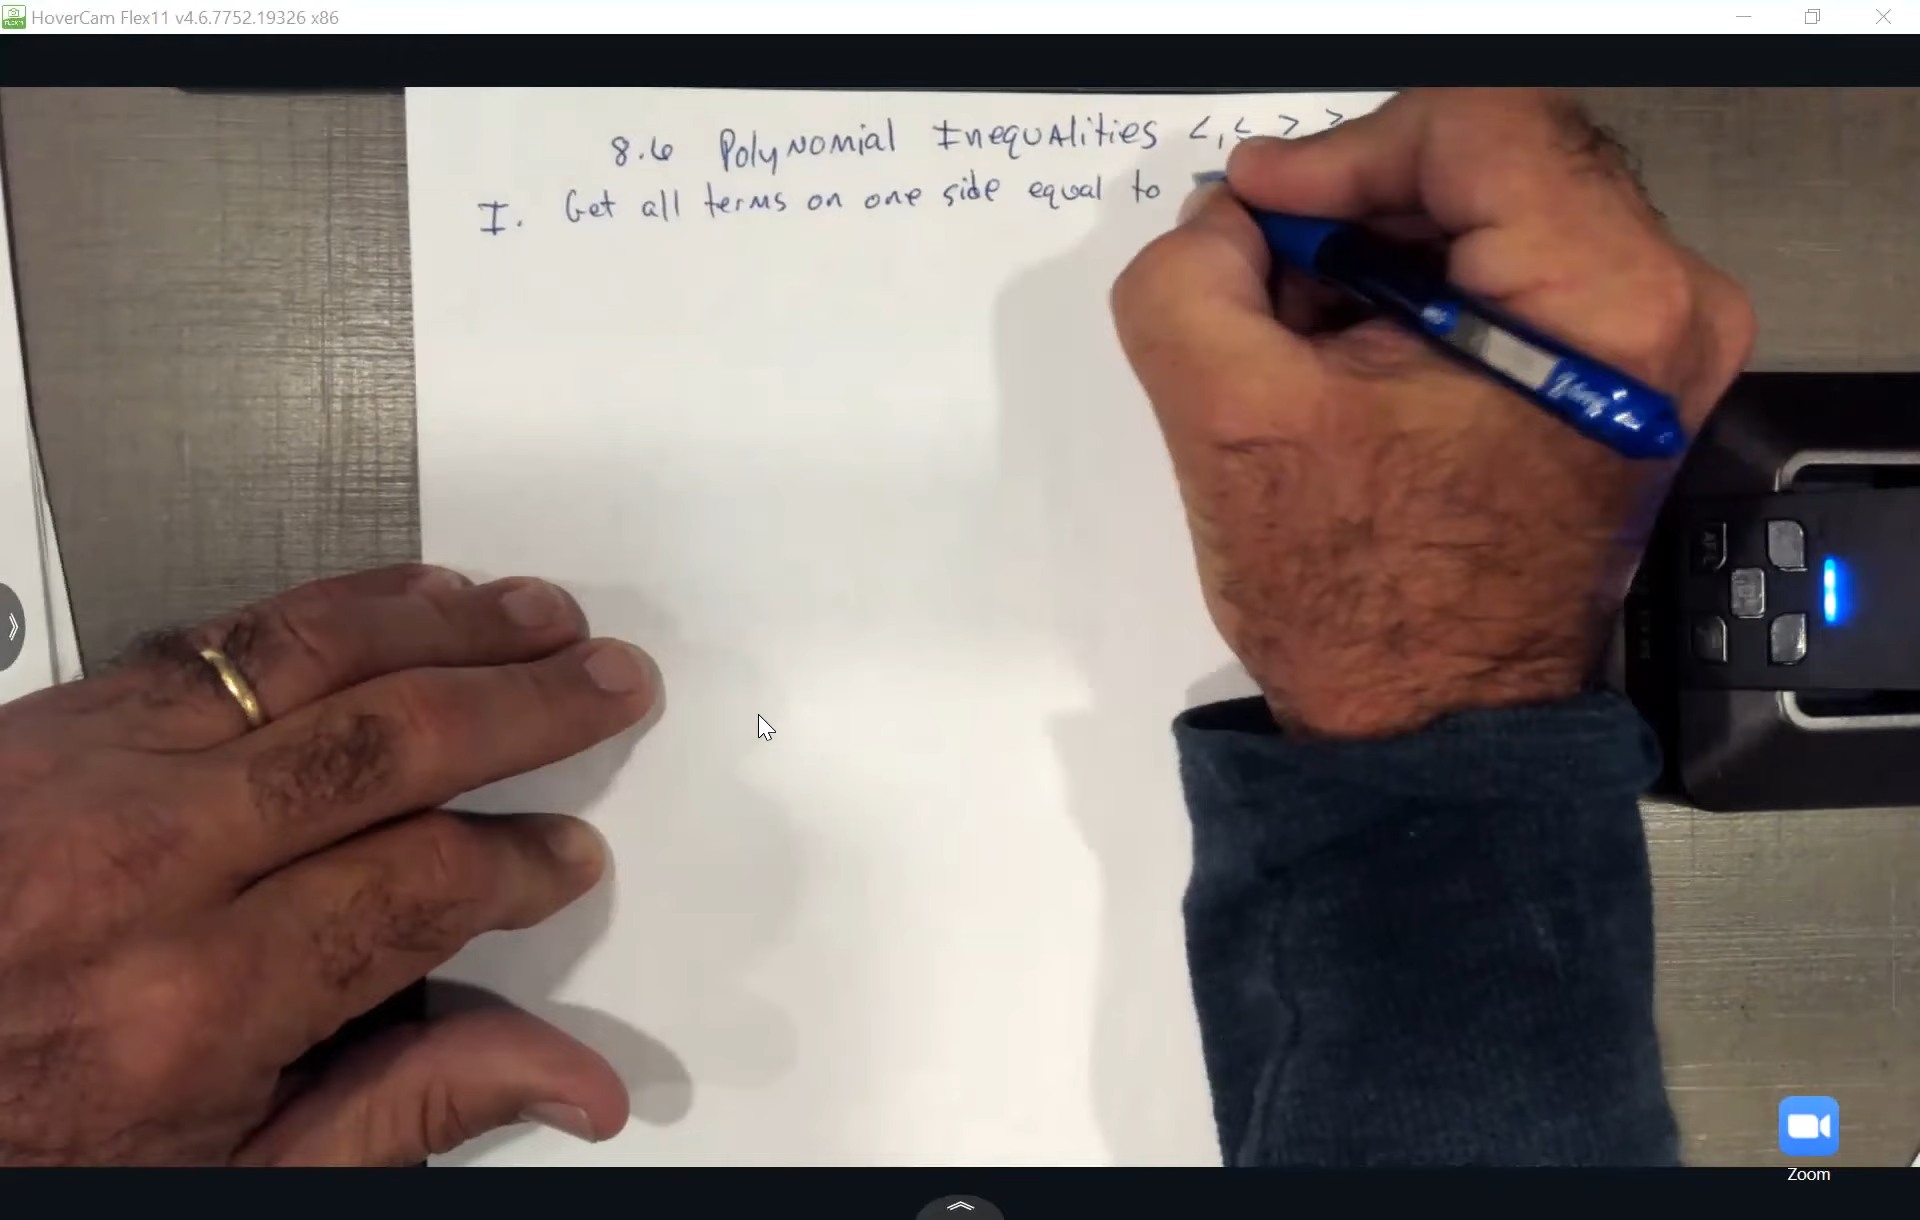 HoverCam Flex11 v4.6.7752.19326 x86
8.6 Polynomial Inequalities <, ≤ > ≥
I. Get all terms on one side equal to
Zoom